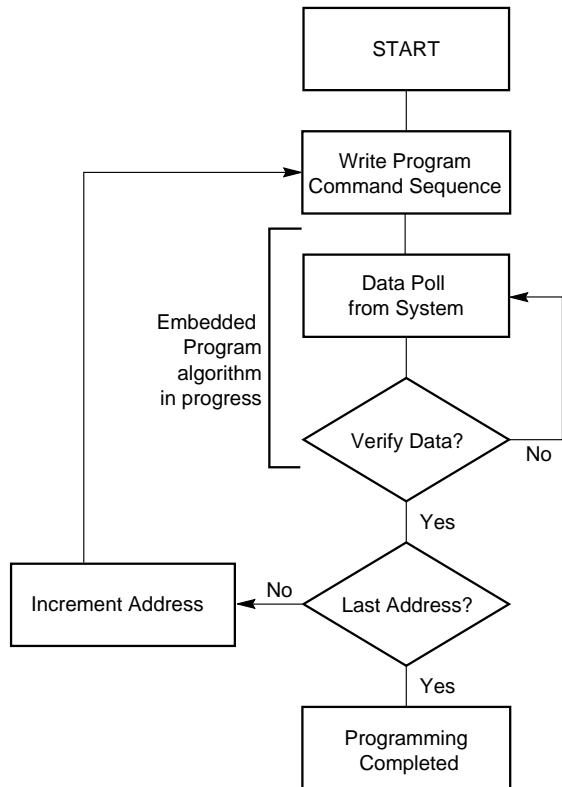 START
Write Program
Command Sequence
Data Poll
from System
Embedded
Program
algorithm
in progress
Verify Data?
No
Yes
No
Increment Address
Last Address?
Yes
Programming
Completed